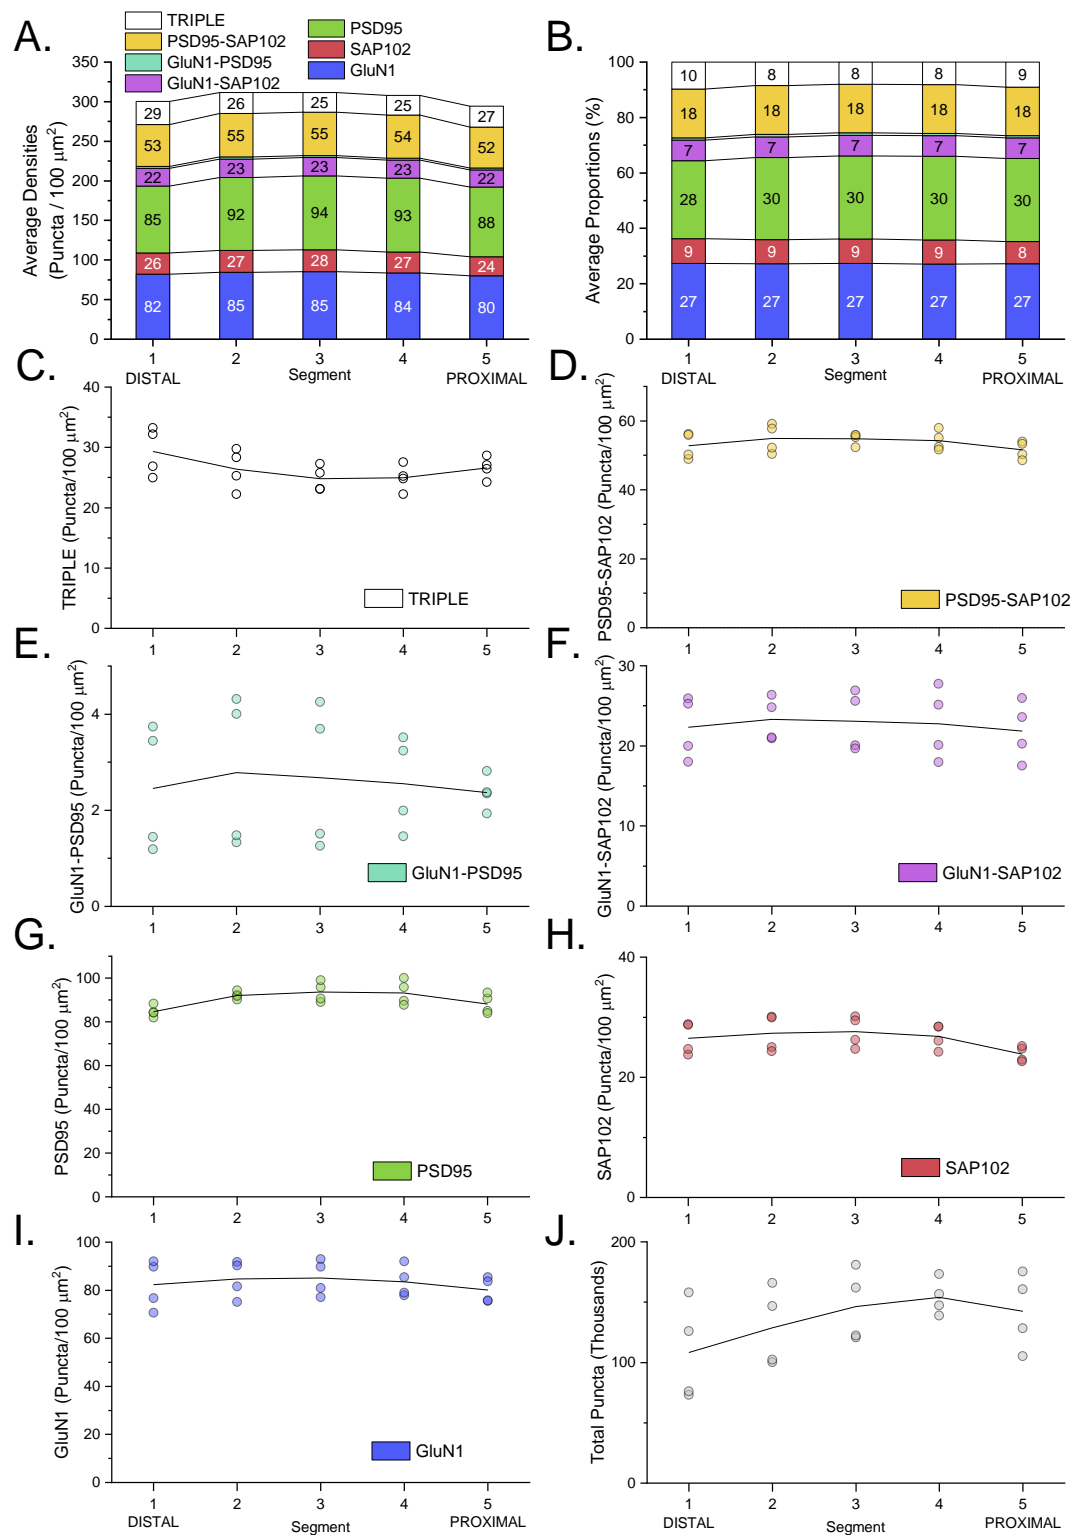 A.
TRIPLE
PSD95-SAP102
GluN1-PSD95
GluN1-SAP102
PSD95
SAP102
GluN1
Average Densities
(Puncta / 100 μm2)
350
300
250
200
150
100
50
0
29 26 25 25 27
53 55 55 54 52
22 23 23 23 22
85 92 94 93 88
26 27 28 27 24
82 85 85 84 80
1 2 3 4 5
DISTAL Segment PROXIMAL
B.
Average Proportions (%)
100
80
60
40
20
0
10 8 8 8 9
18 18 18 18 18
7 7 7 7 7
28 30 30 30 30
9 9 9 9 8
27 27 27 27 27
1 2 3 4 5
DISTAL Segment PROXIMAL
C.
TRIPLE (Puncta/100 μm2)
40
30
20
10
0
TRIPLE
1 2 3 4 5
D.
PSD95-SAP102 (Puncta/100 μm2)
60
40
20
0
PSD95-SAP102
1 2 3 4 5
E.
GluN1-PSD95 (Puncta/100 μm2)
4
2
0
GluN1-PSD95
1 2 3 4 5
F.
GluN1-SAP102 (Puncta/100 μm2)
30
20
10
0
GluN1-SAP102
1 2 3 4 5
G.
PSD95 (Puncta/100 μm2)
100
80
60
40
20
0
PSD95
1 2 3 4 5
H.
SAP102 (Puncta/100 μm2)
40
20
0
SAP102
1 2 3 4 5
I.
GluN1 (Puncta/100 μm2)
100
80
60
40
20
0
GluN1
1 2 3 4 5
DISTAL Segment PROXIMAL
J.
Total Puncta (Thousands)
200
100
0
1 2 3 4 5
DISTAL Segment PROXIMAL